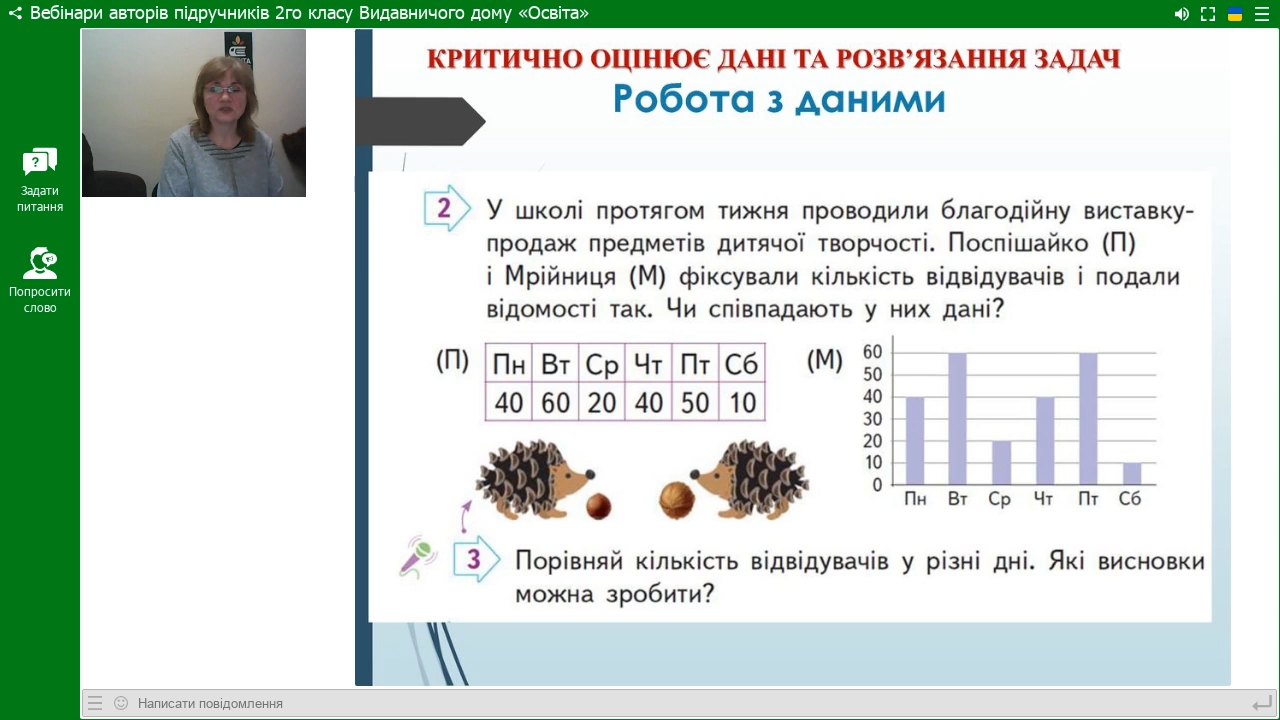 Вебінари авторів підручників 2го класу Видавничого дому «Освіта»
Задати
питання
Попросити
слово
КРИТИЧНО ОЦІНЮЄ ДАНІ ТА РОЗВ’ЯЗАННЯ ЗАДАЧ
Робота з даними
2
У школі протягом тижня проводили благодійну виставку-
продаж предметів дитячої творчості. Поспішайко (П)
і Мрійниця (М) фіксували кількість відвідувачів і подали
відомості так. Чи співпадають у них дані?
(П)
Пн Вт Ср Чт Пт Сб
40 60 20 40 50 10
(М)
60
50
40
30
20
10
0
Пн Вт Ср Чт Пт Сб
3
Порівняй кількість відвідувачів у різні дні. Які висновки
можна зробити?
Написати повідомлення